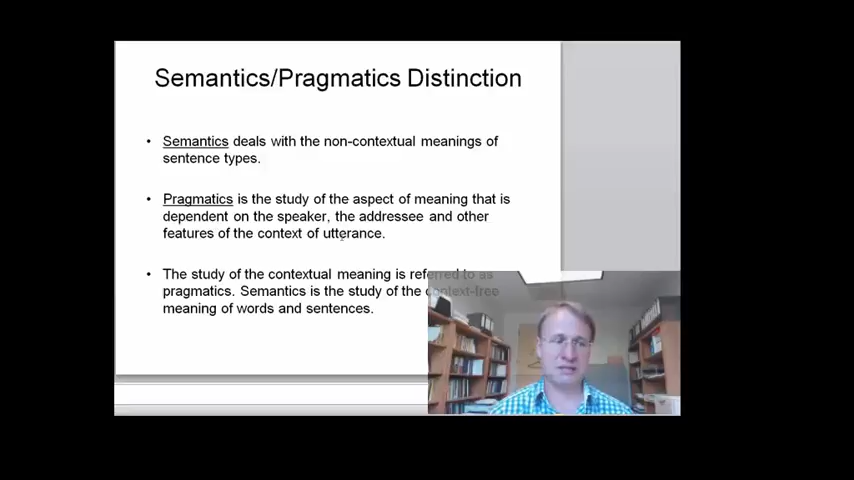 Semantics/Pragmatics Distinction
• Semantics deals with the non-contextual meanings of
sentence types.
• Pragmatics is the study of the aspect of meaning that is
dependent on the speaker, the addressee and other
features of the context of utterance.
• The study of the contextual meaning is referred to as
pragmatics. Semantics is the study of the context-free
meaning of words and sentences.